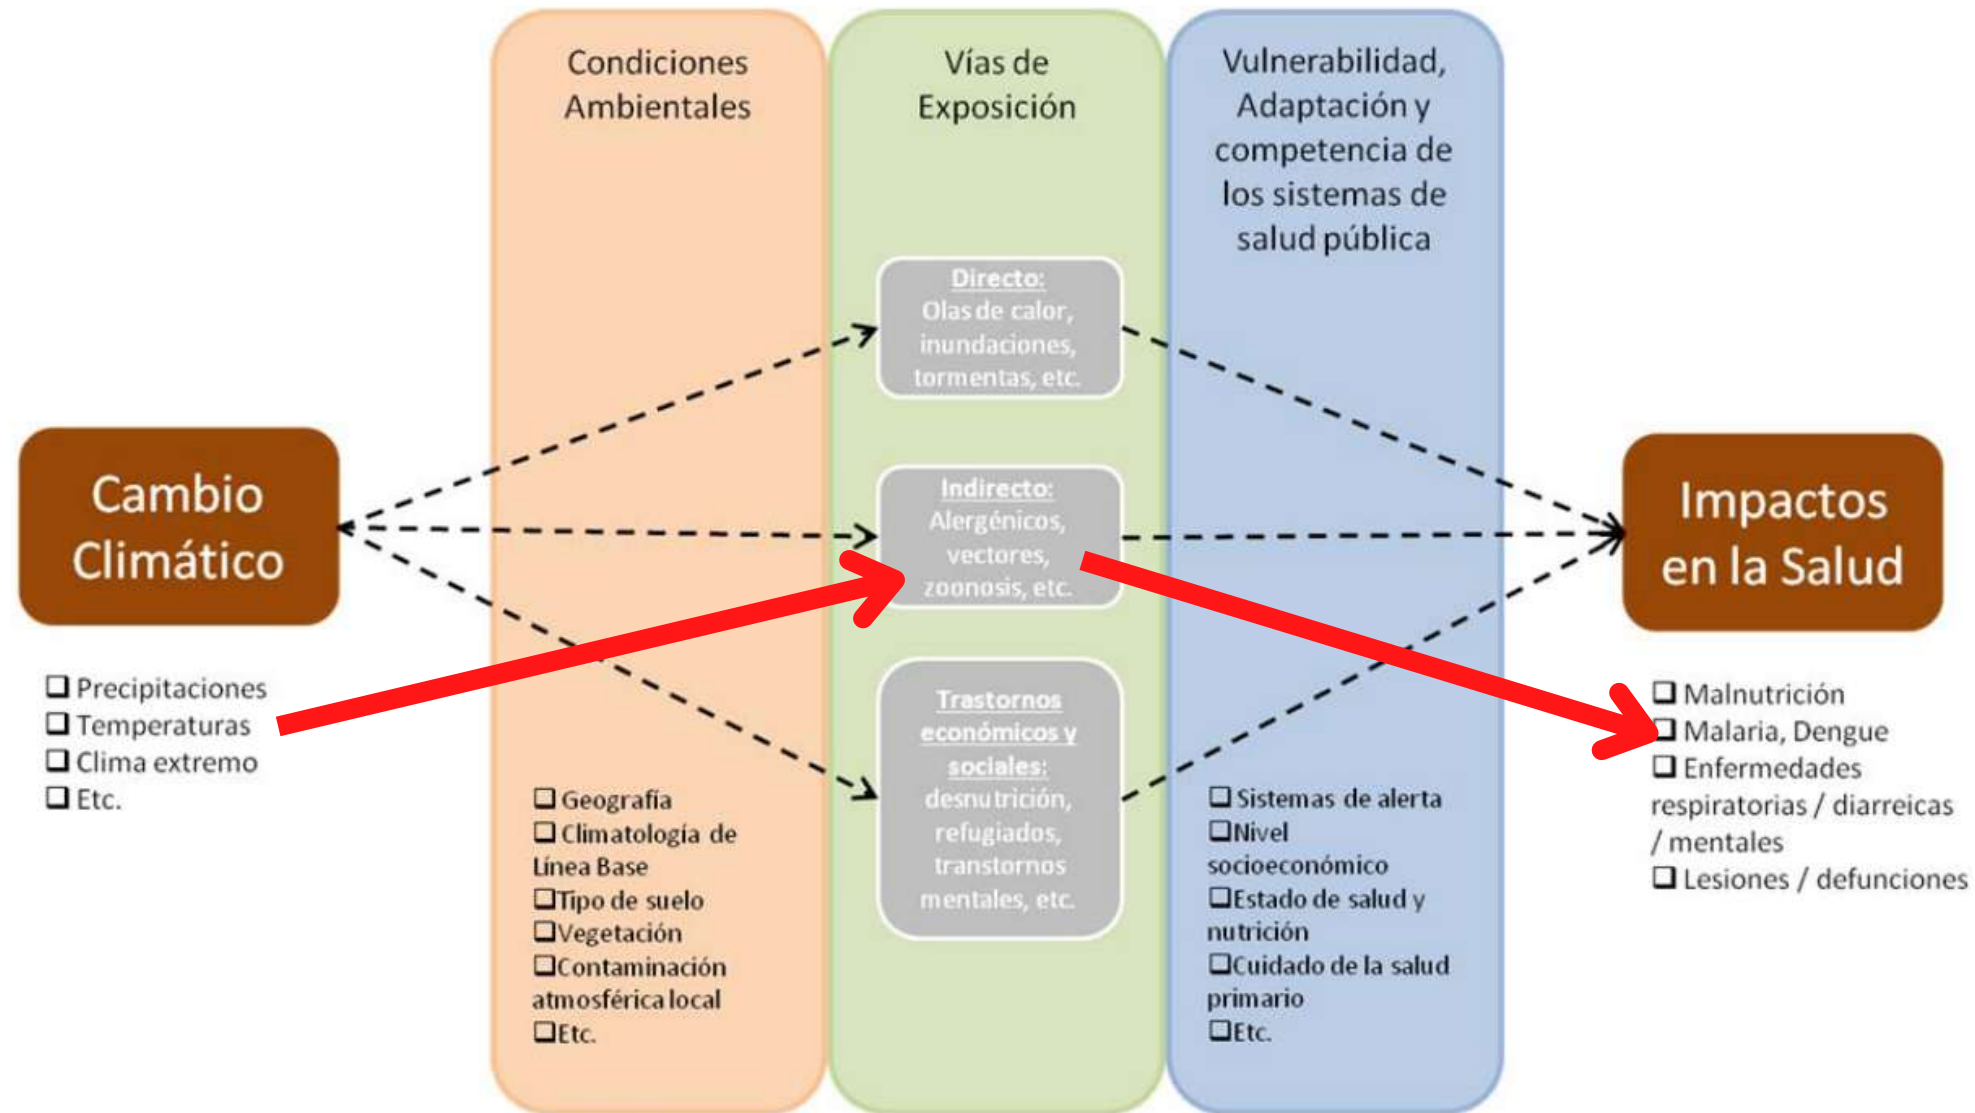 Condiciones
Ambientales
Vías de
Exposición
Vulnerabilidad,
Adaptación y
competencia de
los sistemas de
salud pública
Directo:
Olas de calor,
inundaciones,
tormentas, etc.
Cambio
Climático
Indirecto:
Alergénicos,
vectores,
zoonosis, etc.
Impactos
en la Salud
❑ Precipitaciones
❑ Temperaturas
❑ Clima extremo
❑ Etc.
Trastornos
económicos y
sociales:
desnutrición,
refugiados,
transtornos
mentales, etc.
❑ Malnutrición
❑ Malaria, Dengue
❑ Enfermedades
respiratorias / diarreicas
/ mentales
❑ Lesiones / defunciones
❑ Geografía
❑ Climatología de
Línea Base
❑Tipo de suelo
❑Vegetación
❑Contaminación
atmosférica local
❑Etc.
❑ Sistemas de alerta
❑Nivel
socioeconómico
❑Estado de salud y
nutrición
❑Cuidado de la salud
primario
❑Etc.